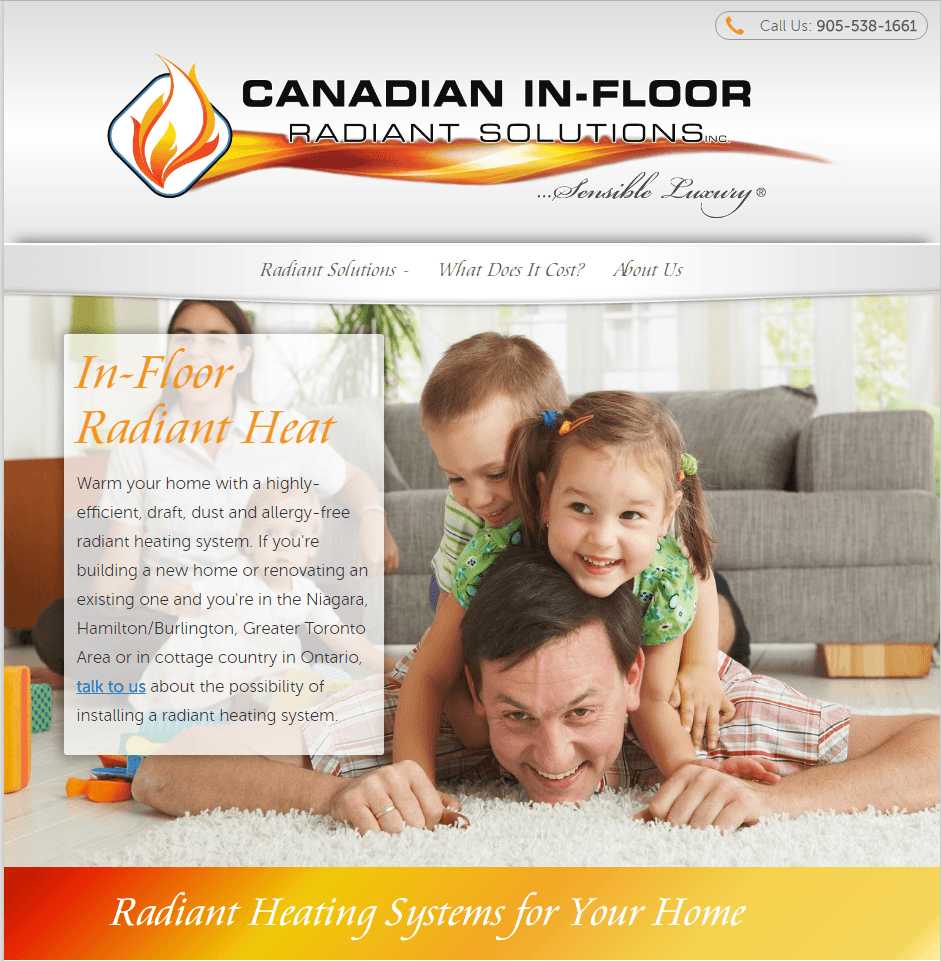 Call Us: 905-538-1661
CANADIAN IN-FLOOR
RADIANT SOLUTIONS INC.
...Sensible Luxury®
Radiant Solutions - What Does It Cost? About Us
In-Floor
Radiant Heat
Warm your home with a highly-
efficient, draft, dust and allergy-free
radiant heating system. If you're
building a new home or renovating an
existing one and you're in the Niagara,
Hamilton/Burlington, Greater Toronto
Area or in cottage country in Ontario,
talk to us about the possibility of
installing a radiant heating system.
Radiant Heating Systems for Your Home